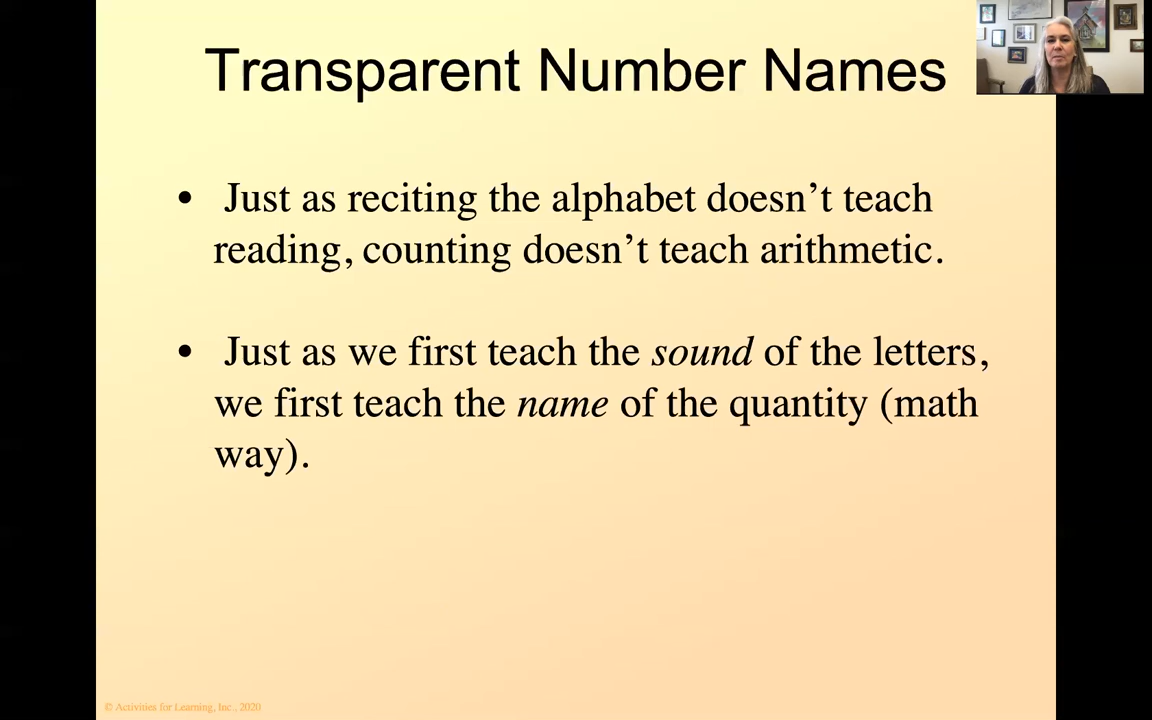 Transparent Number Names
• Just as reciting the alphabet doesn’t teach
reading, counting doesn’t teach arithmetic.
• Just as we first teach the sound of the letters,
we first teach the name of the quantity (math
way).
© Activities for Learning, Inc., 2020